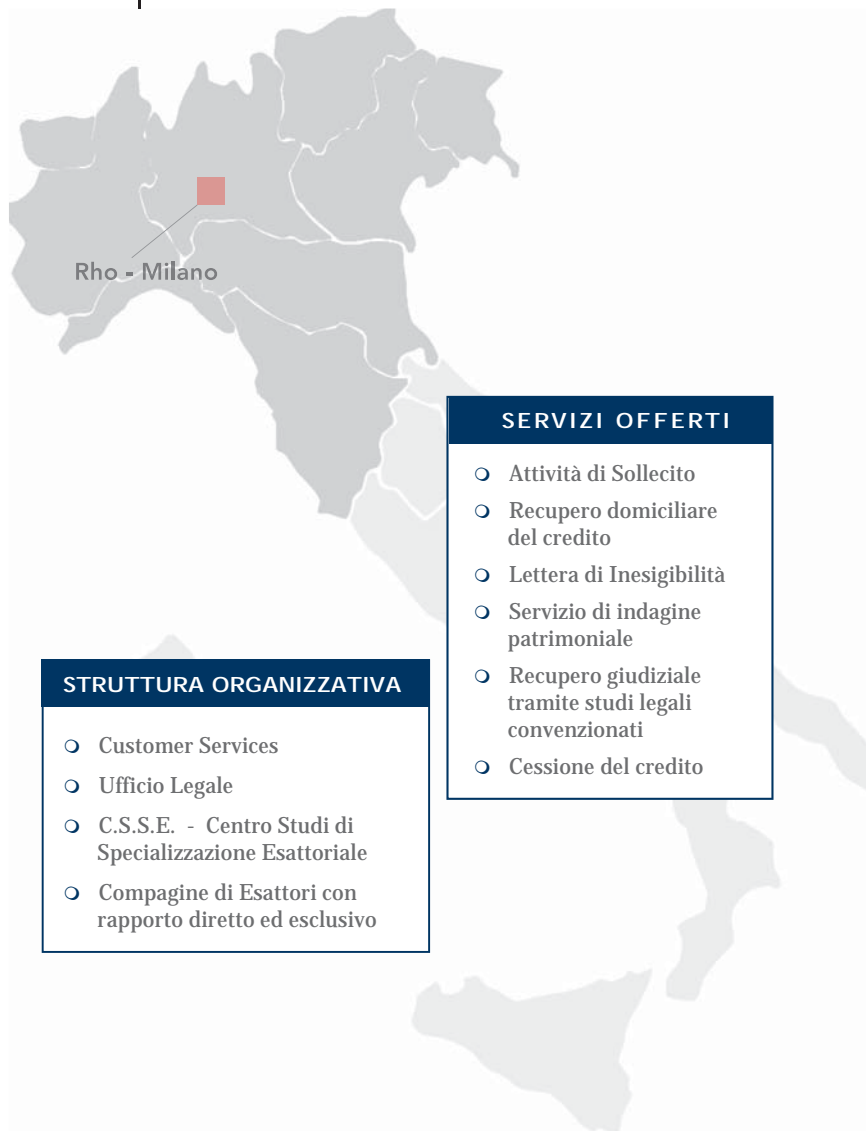 Rho - Milano
SERVIZI OFFERTI
❍ Attività di Sollecito
❍ Recupero domiciliare
del credito
❍ Lettera di Inesigibilità
❍ Servizio di indagine
patrimoniale
❍ Recupero giudiziale
tramite studi legali
convenzionati
❍ Cessione del credito
STRUTTURA ORGANIZZATIVA
❍ Customer Services
❍ Ufficio Legale
❍ C.S.S.E. - Centro Studi di
Specializzazione Esattoriale
❍ Compagine di Esattori con
rapporto diretto ed esclusivo